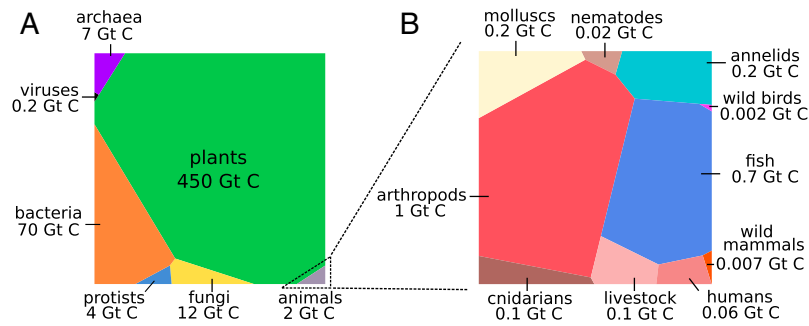 A
archaea
7 Gt C
viruses
0.2 Gt C
plants
450 Gt C
bacteria
70 Gt C
protists
4 Gt C
fungi
12 Gt C
animals
2 Gt C
B
molluscs
0.2 Gt C
nematodes
0.02 Gt C
annelids
0.2 Gt C
wild birds
0.002 Gt C
fish
0.7 Gt C
arthropods
1 Gt C
wild
mammals
0.007 Gt C
cnidarians
0.1 Gt C
livestock
0.1 Gt C
humans
0.06 Gt C